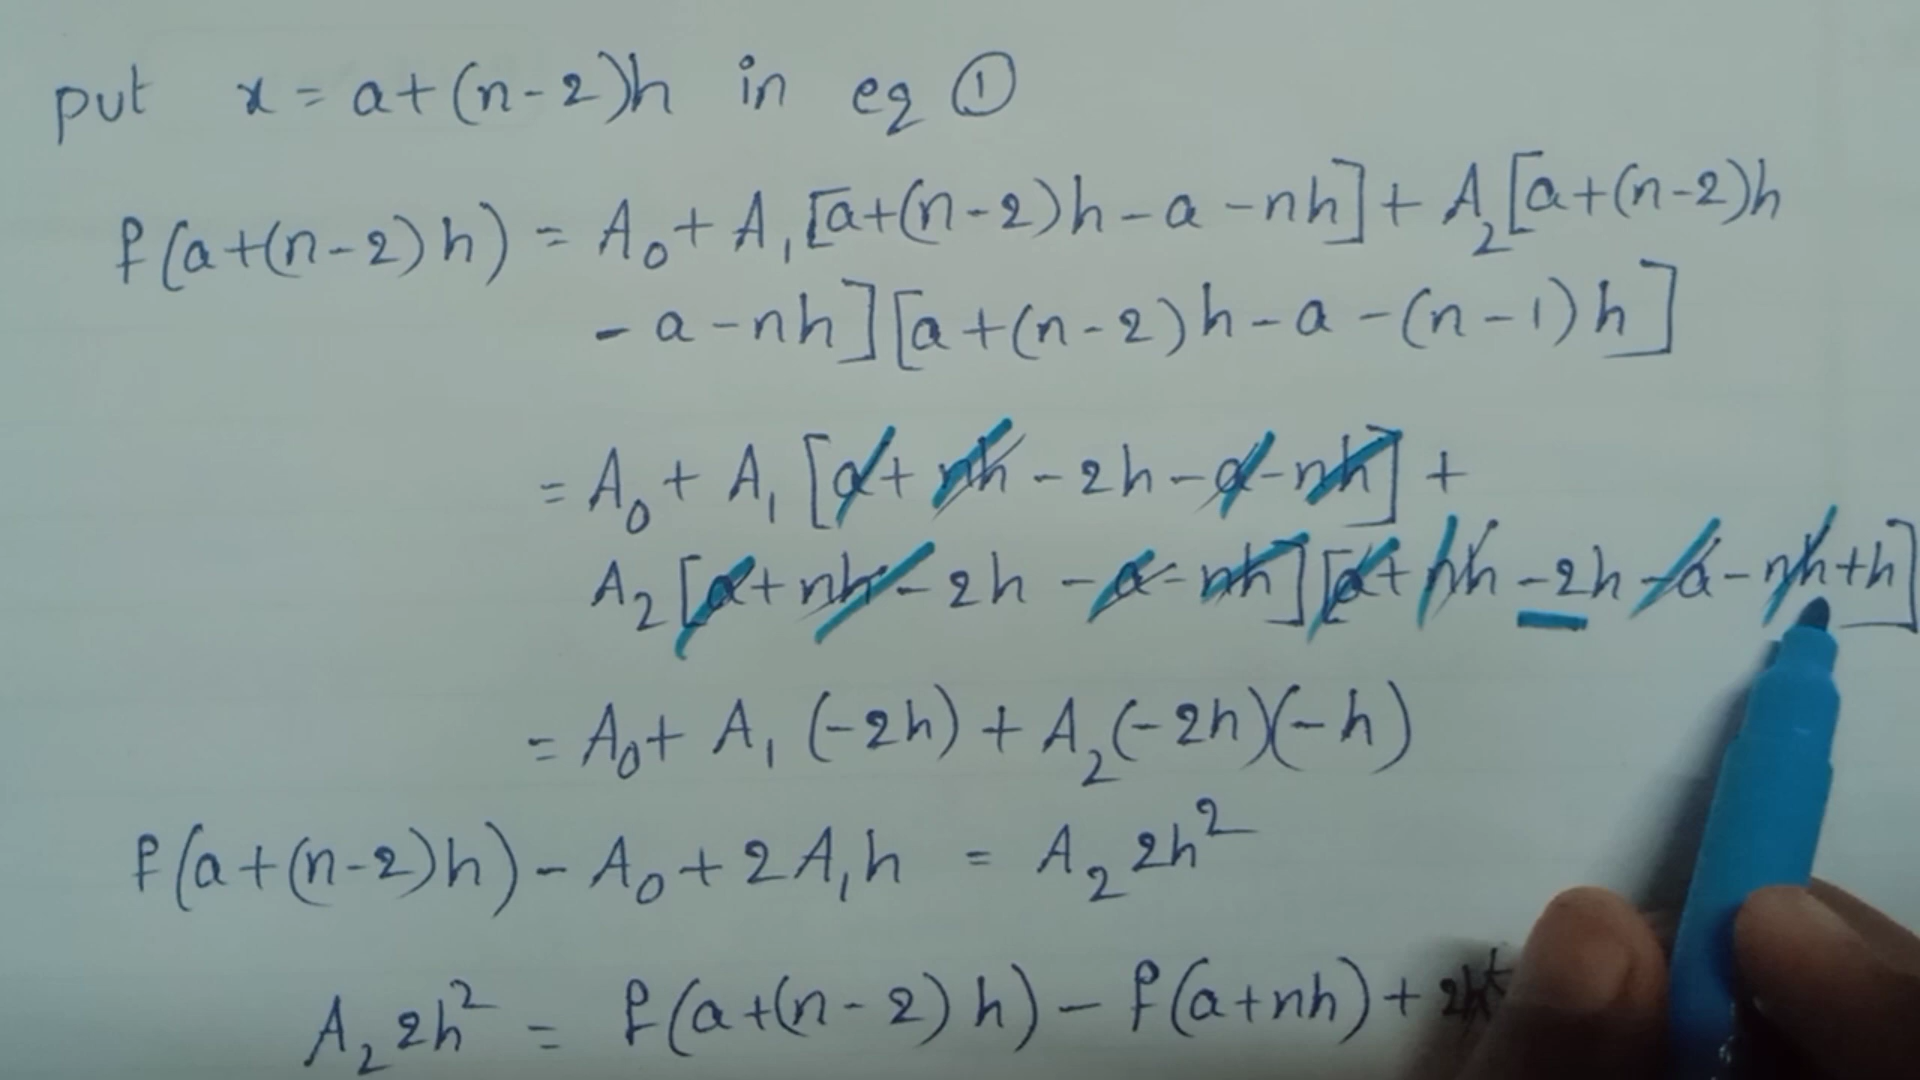 put x = a+(n-2)h in eq ①
f(a+(n-2)h) = A₀ + A₁[a+(n-2)h-a-nh] + A₂[a+(n-2)h
-a-nh][a+(n-2)h-a-(n-1)h]
= A₀ + A₁[a+nh-2h-a-nh] +
A₂[a+nh-2h-a-nh][a+nh-2h-a-nh+h]
= A₀ + A₁(-2h) + A₂(-2h)(-h)
f(a+(n-2)h) - A₀ + 2A₁h = A₂ 2h²
A₂ 2h² = f(a+(n-2)h) - f(a+nh) +